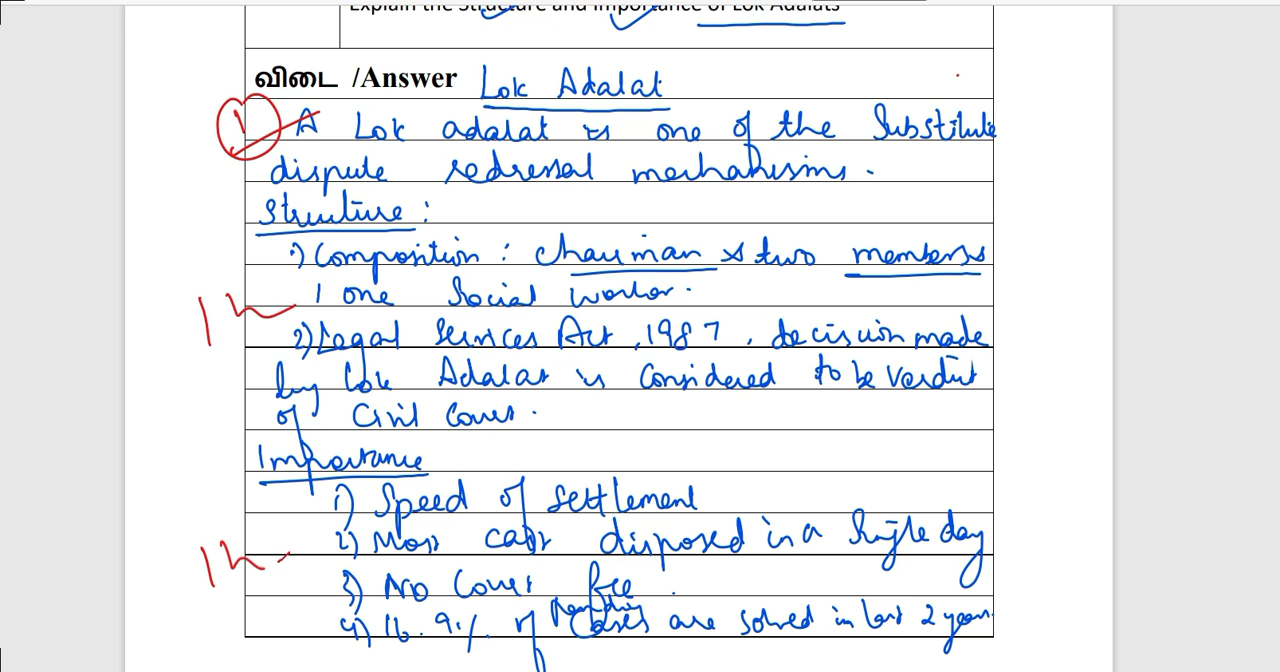 Explain the Structure and Importance of Lok Adalats
விடை /Answer Lok Adalat
1 A Lok adalat is one of the Substitute
dispute redressal mechanisms.
Structure :
1) Composition : Chairman & two members
1 one Social worker.
1½
2) Legal Services Act, 1987, decision made
by Lok Adalat is Considered to be Verdict
of Civil Court.
Importance
1) Speed of Settlement
2) Most cases disposed in a Single day
1½
3) No Court fee
4) 16.9% of Pending Cases are solved in last 2 years.